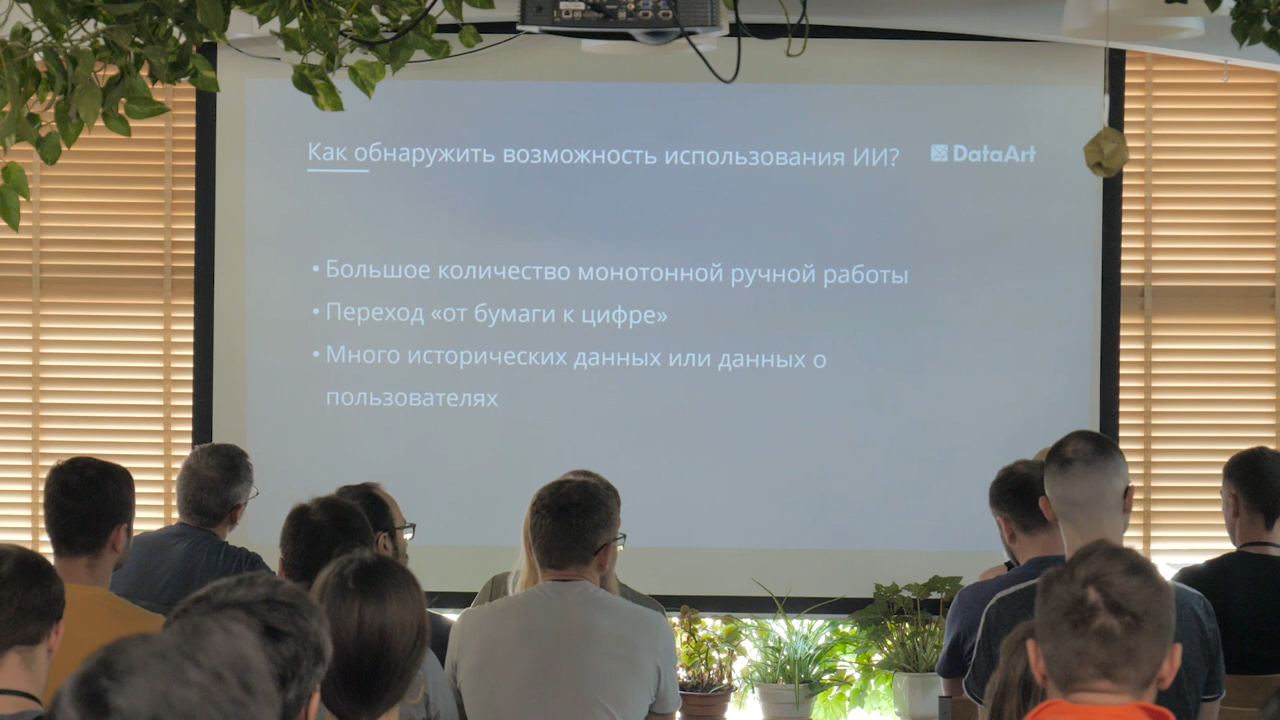 Как обнаружить возможность использования ИИ?
DataArt
• Большое количество монотонной ручной работы
• Переход «от бумаги к цифре»
• Много исторических данных или данных о
пользователях